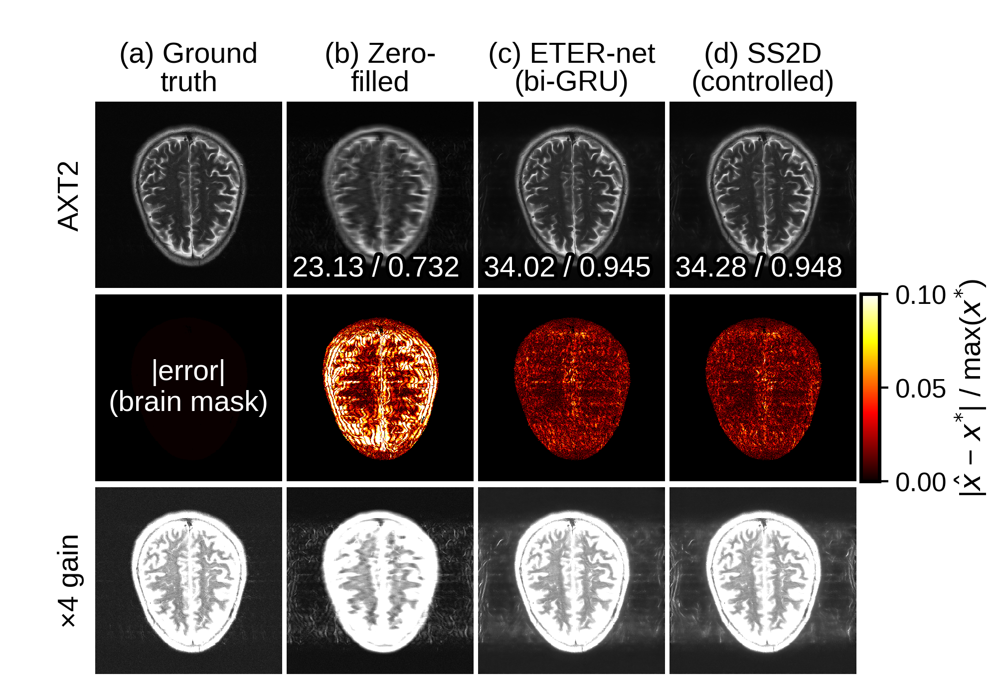 (a) Ground
truth
(b) Zero-
filled
(c) ETER-net
(bi-GRU)
(d) SS2D
(controlled)
AXT2
23.13 / 0.732
34.02 / 0.945
34.28 / 0.948
|error|
(brain mask)
0.10
0.05
0.00
|x̂ − x*| / max(x*)
×4 gain